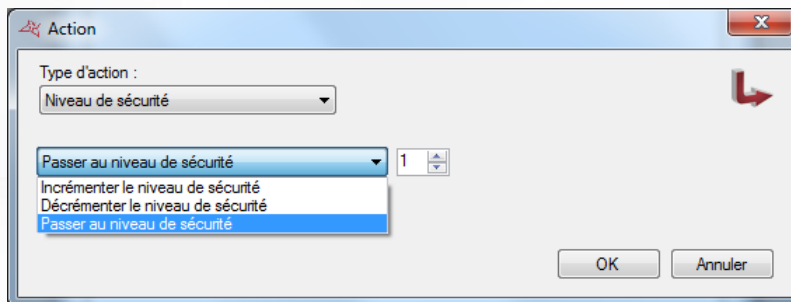 Action
Type d'action :
Niveau de sécurité
Passer au niveau de sécurité 1
Incrémenter le niveau de sécurité
Décrémenter le niveau de sécurité
Passer au niveau de sécurité
OK Annuler